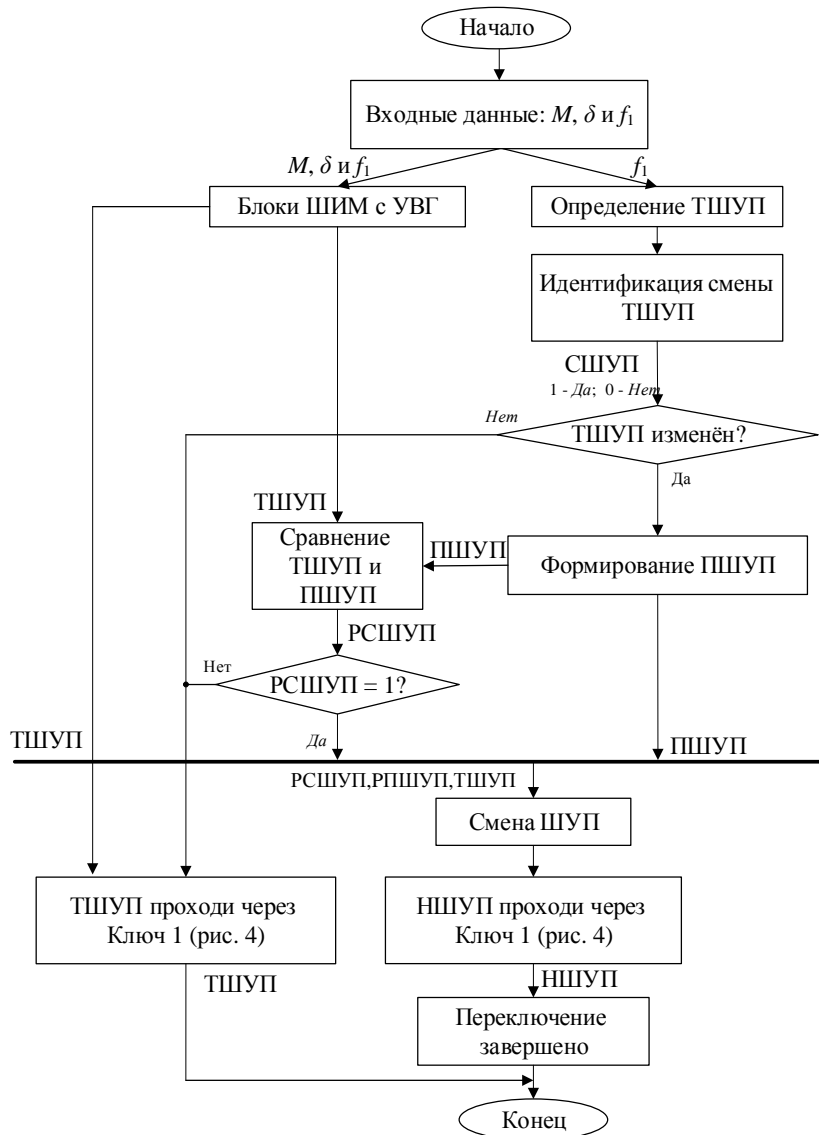 Начало
Входные данные: M, δ и f1
M, δ и f1
f1
Блоки ШИМ с УВГ
Определение ТШУП
Идентификация смены
ТШУП
СШУП
1 - Да; 0 - Нет
Нет
ТШУП изменён?
Да
ТШУП
Сравнение
ТШУП и
ПШУП
ПШУП
Формирование ПШУП
РСШУП
Нет
РСШУП = 1?
Да
ТШУП
ПШУП
РСШУП,РПШУП,ТШУП
Смена ШУП
ТШУП проходи через
Ключ 1 (рис. 4)
НШУП проходи через
Ключ 1 (рис. 4)
ТШУП
НШУП
Переключение
завершено
Конец